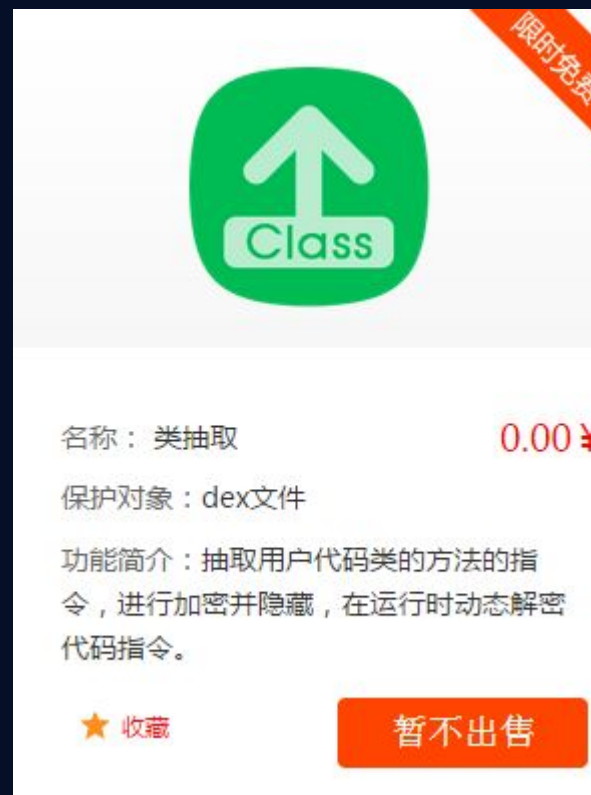 限时免费
Class
名称： 类抽取
0.00 ¥
保护对象：dex文件
功能简介：抽取用户代码类的方法的指
令，进行加密并隐藏，在运行时动态解密
代码指令。
收藏
暂不出售